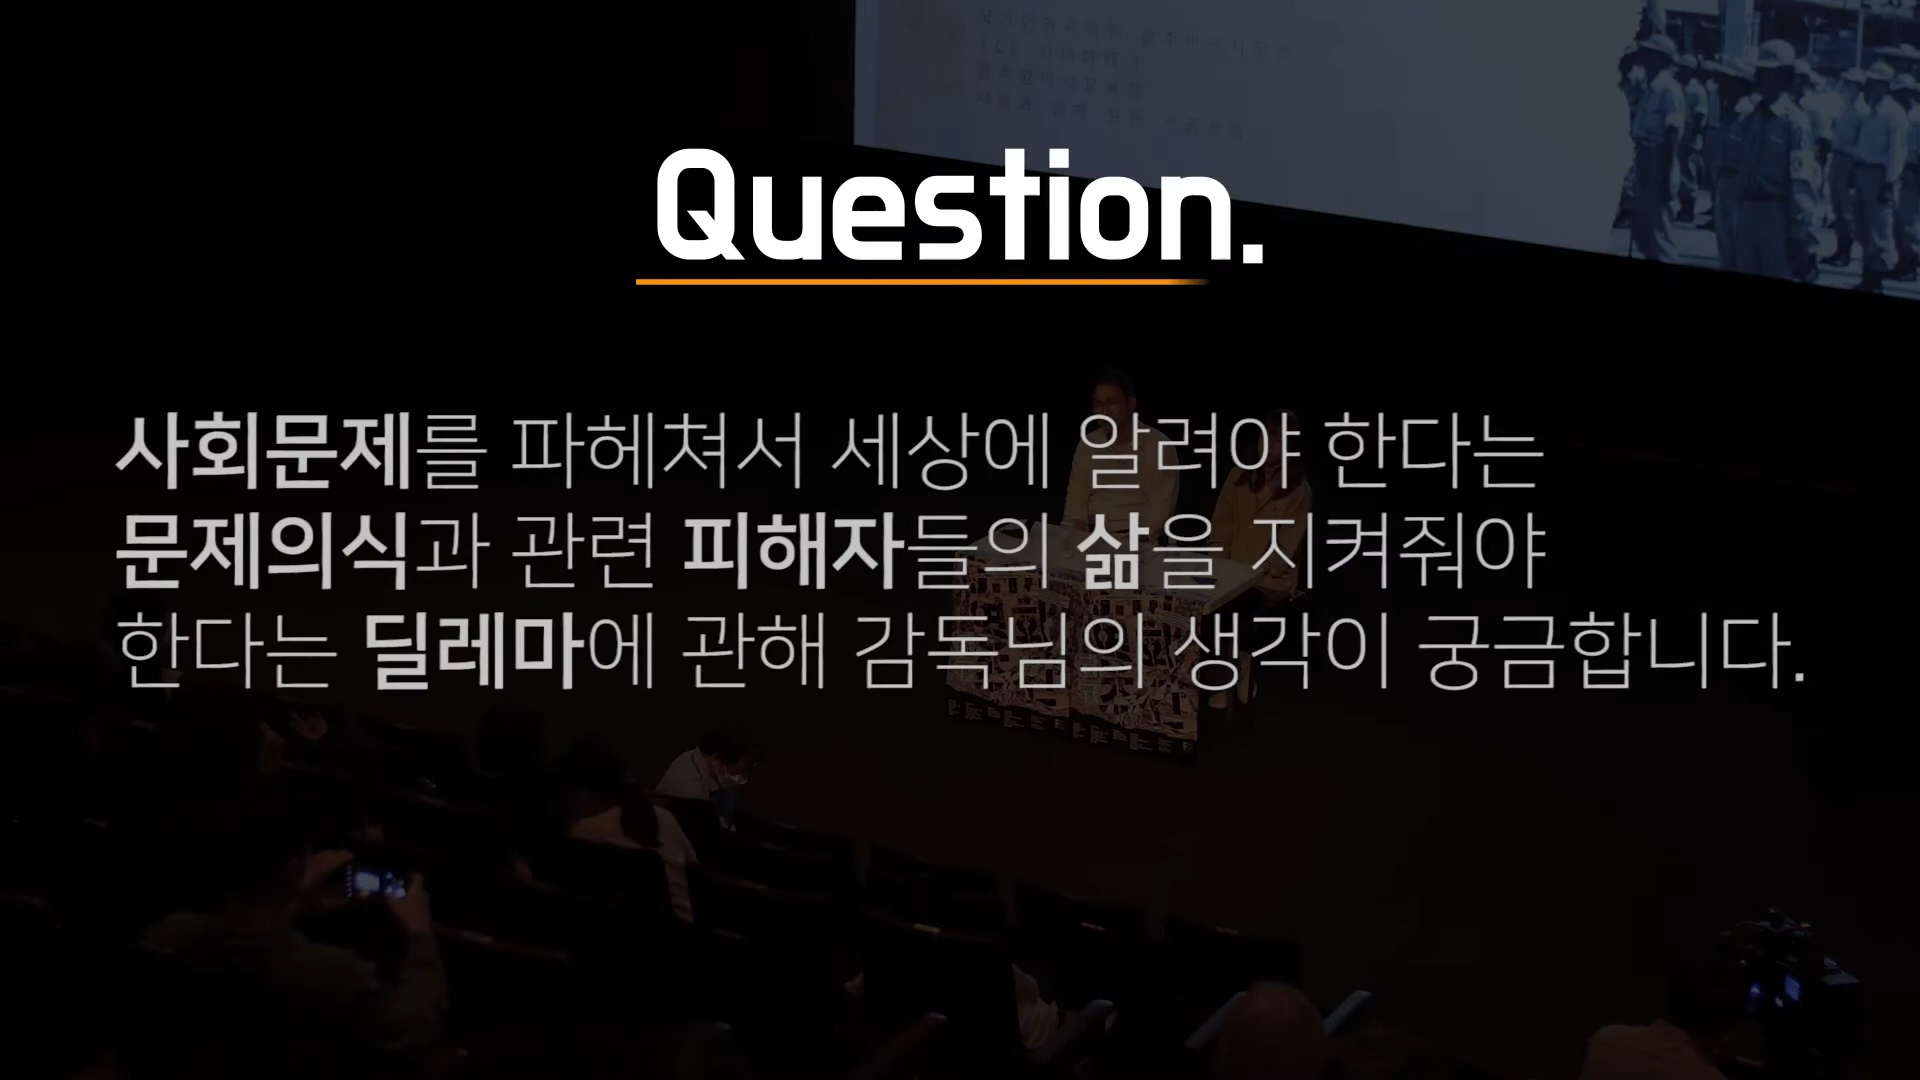 Question.
사회문제를 파헤쳐서 세상에 알려야 한다는
문제의식과 관련 피해자들의 삶을 지켜줘야
한다는 딜레마에 관해 감독님의 생각이 궁금합니다.